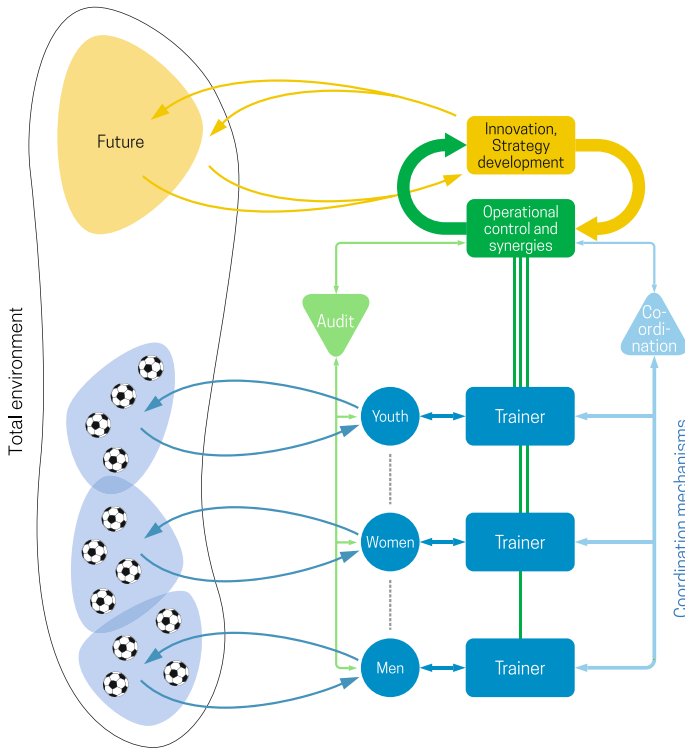 Future
Innovation,
Strategy
development
Operational
control and
synergies
Audit
Co-
ordi-
nation
Total environment
Youth
Trainer
Women
Trainer
Men
Trainer
Coordination mechanisms